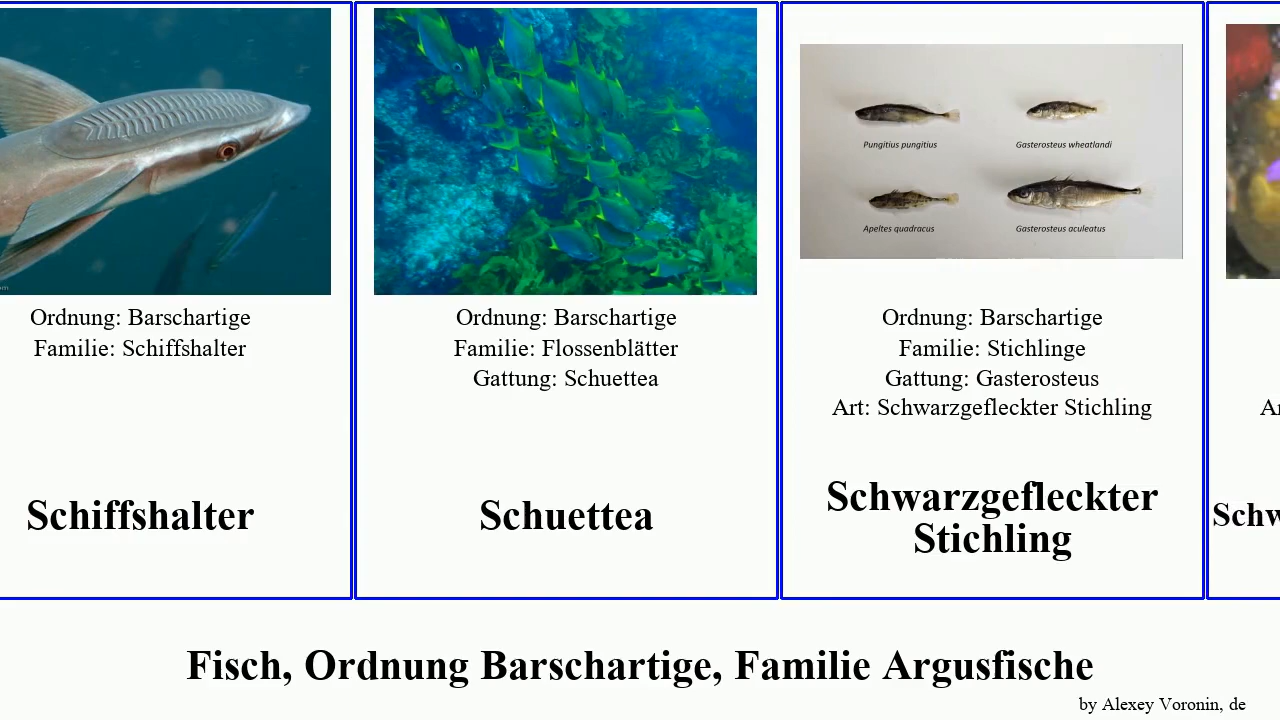 Pungitius pungitius
Gasterosteus wheatlandi
Apeltes quadracus
Gasterosteus aculeatus
Ordnung: Barschartige
Familie: Schiffshalter
Schiffshalter
Ordnung: Barschartige
Familie: Flossenblätter
Gattung: Schuettea
Schuettea
Ordnung: Barschartige
Familie: Stichlinge
Gattung: Gasterosteus
Art: Schwarzgefleckter Stichling
Schwarzgefleckter
Stichling
Fisch, Ordnung Barschartige, Familie Argusfische
by Alexey Voronin, de